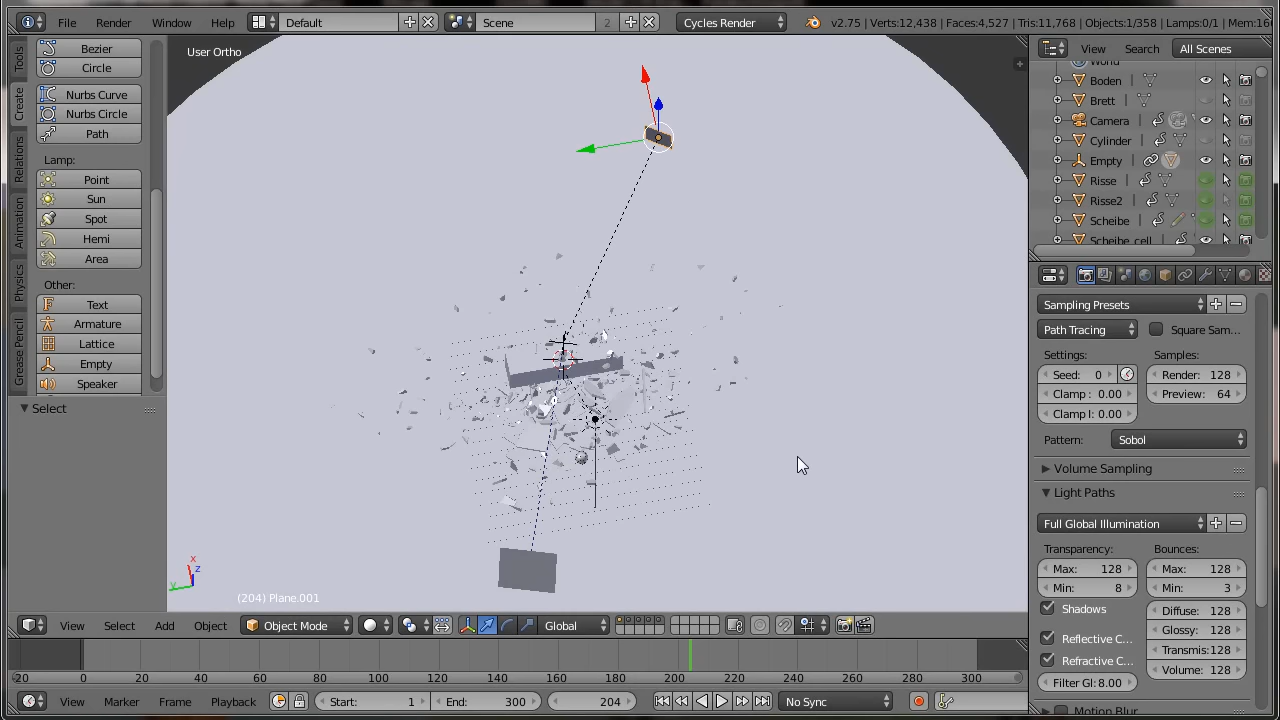 File Render Window Help Default Scene 2 Cycles Render v2.75 | Verts:12,438 | Faces:4,527 | Tris:11,768 | Objects:1/358 | Lamps:0/1 | Mem:16
Tools
Create
Relations
Animation
Physics
Grease Pencil
Bezier
Circle
Nurbs Curve
Nurbs Circle
Path
Lamp:
Point
Sun
Spot
Hemi
Area
Other:
Text
Armature
Lattice
Empty
Speaker
Select
User Ortho
x
z
y
(204) Plane.001
View Select Add Object Object Mode Global
-20 0 20 40 60 80 100 120 140 160 180 200 220 240 260 280 300
View Marker Frame Playback Start: 1 End: 300 204 No Sync
View Search All Scenes
World
Boden
Brett
Camera
Cylinder
Empty
Risse
Risse2
Scheibe
Scheibe_cell
Sampling Presets
Path Tracing Square Sam...
Settings: Samples:
Seed: 0 Render: 128
Clamp : 0.00 Preview: 64
Clamp I: 0.00
Pattern: Sobol
Volume Sampling
Light Paths
Full Global Illumination
Transparency: Bounces:
Max: 128 Max: 128
Min: 8 Min: 3
Shadows Diffuse: 128
Glossy: 128
Reflective C...
Transmis: 128
Refractive C...
Volume: 128
Filter Gl: 8.00
Motion Blur